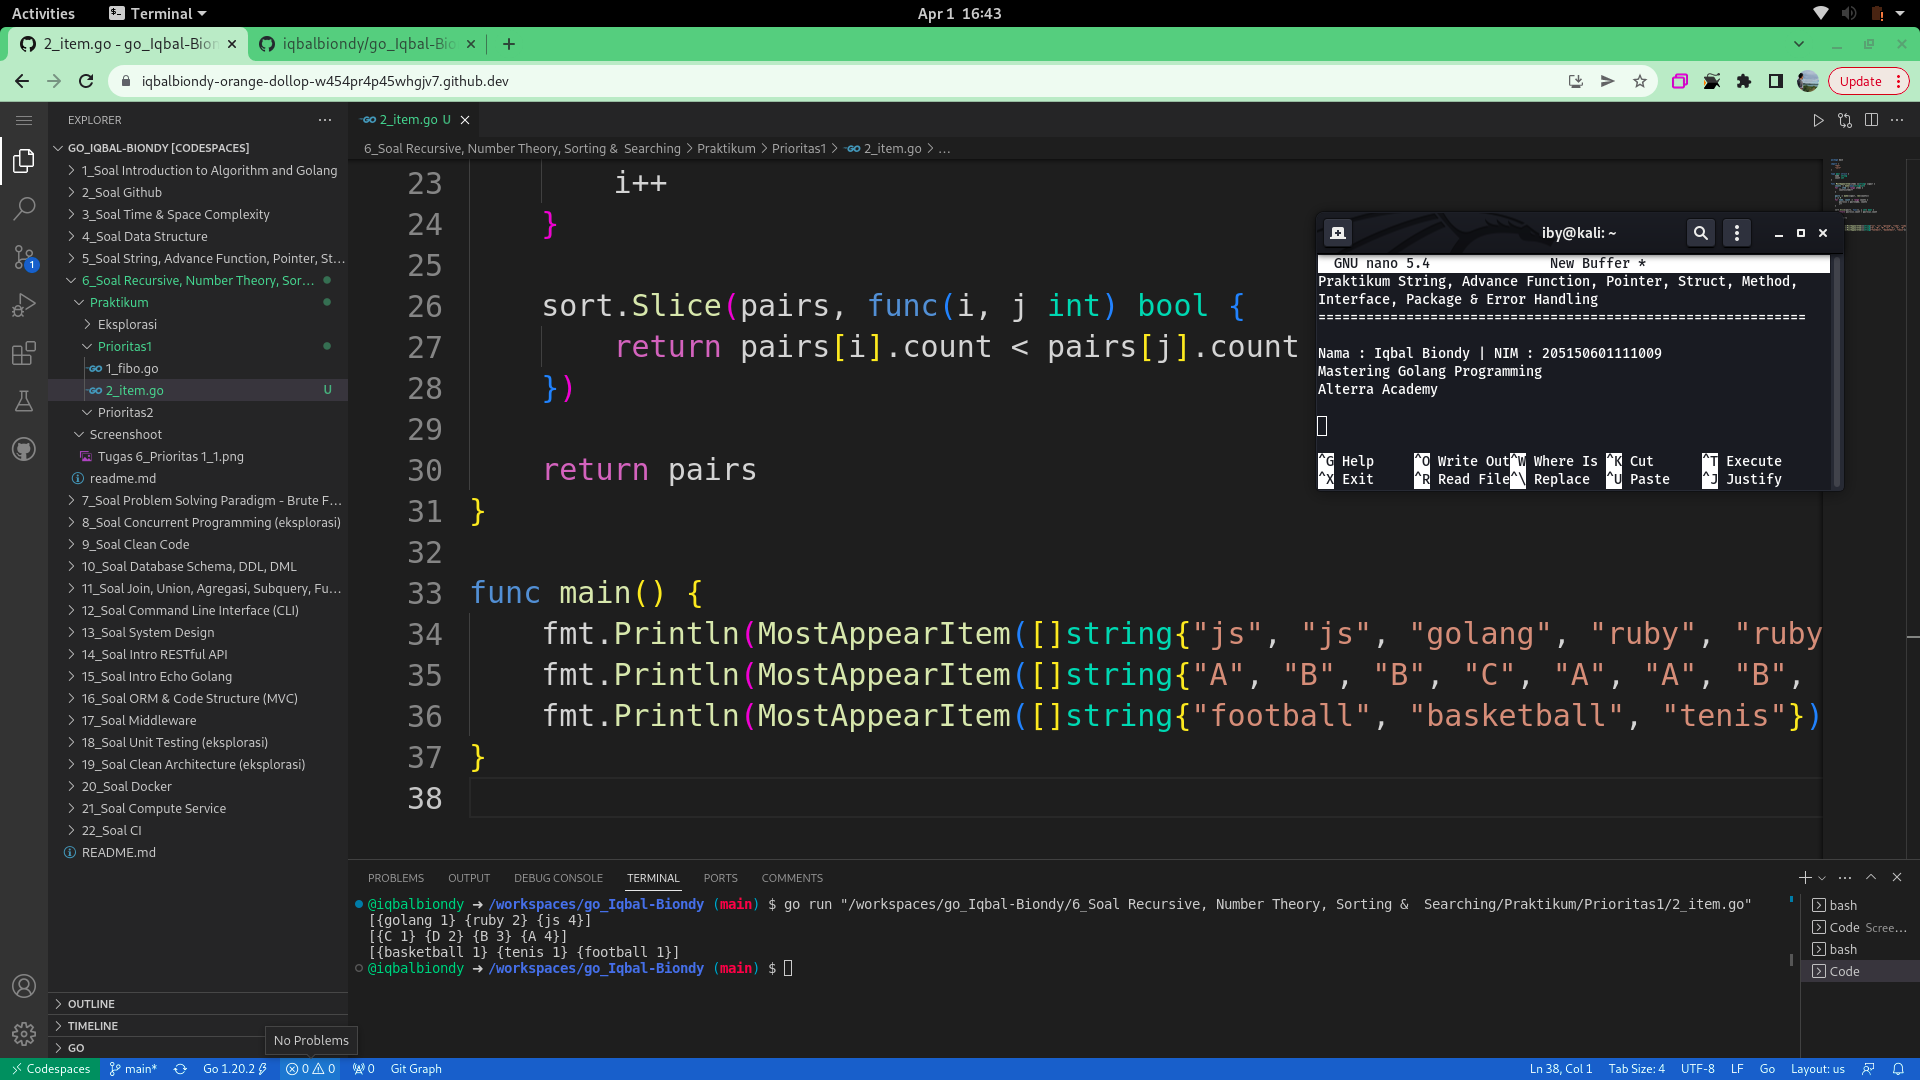 Activities
Terminal
Apr 1 16:43
2_item.go - go_Iqbal-Bion
iqbalbiondy/go_Iqbal-Bio
iqbalbiondy-orange-dollop-w454pr4p45whgjv7.github.dev
Update
EXPLORER
GO_IQBAL-BIONDY [CODESPACES]
1_Soal Introduction to Algorithm and Golang
2_Soal Github
3_Soal Time & Space Complexity
4_Soal Data Structure
5_Soal String, Advance Function, Pointer, St...
6_Soal Recursive, Number Theory, Sor...
Praktikum
Eksplorasi
Prioritas1
1_fibo.go
2_item.go U
Prioritas2
Screenshoot
Tugas 6_Prioritas 1_1.png
readme.md
7_Soal Problem Solving Paradigm - Brute F...
8_Soal Concurrent Programming (eksplorasi)
9_Soal Clean Code
10_Soal Database Schema, DDL, DML
11_Soal Join, Union, Agregasi, Subquery, Fu...
12_Soal Command Line Interface (CLI)
13_Soal System Design
14_Soal Intro RESTful API
15_Soal Intro Echo Golang
16_Soal ORM & Code Structure (MVC)
17_Soal Middleware
18_Soal Unit Testing (eksplorasi)
19_Soal Clean Architecture (eksplorasi)
20_Soal Docker
21_Soal Compute Service
22_Soal CI
README.md
OUTLINE
TIMELINE
GO
No Problems
1
2_item.go U
6_Soal Recursive, Number Theory, Sorting & Searching > Praktikum > Prioritas1 > 2_item.go > ...
23 i++
24 }
25
26 sort.Slice(pairs, func(i, j int) bool {
27 return pairs[i].count < pairs[j].count
28 })
29
30 return pairs
31 }
32
33 func main() {
34 fmt.Println(MostAppearItem([]string{"js", "js", "golang", "ruby", "ruby
35 fmt.Println(MostAppearItem([]string{"A", "B", "B", "C", "A", "A", "B",
36 fmt.Println(MostAppearItem([]string{"football", "basketball", "tenis"})
37 }
38
iby@kali: ~
GNU nano 5.4 New Buffer *
Praktikum String, Advance Function, Pointer, Struct, Method,
Interface, Package & Error Handling
=============================================================
Nama : Iqbal Biondy | NIM : 205150601111009
Mastering Golang Programming
Alterra Academy
^G Help ^O Write Out ^W Where Is ^K Cut ^T Execute
^X Exit ^R Read File ^\ Replace ^U Paste ^J Justify
PROBLEMS OUTPUT DEBUG CONSOLE TERMINAL PORTS COMMENTS
@iqbalbiondy ➜ /workspaces/go_Iqbal-Biondy (main) $ go run "/workspaces/go_Iqbal-Biondy/6_Soal Recursive, Number Theory, Sorting &  Searching/Praktikum/Prioritas1/2_item.go"
[{golang 1} {ruby 2} {js 4}]
[{C 1} {D 2} {B 3} {A 4}]
[{basketball 1} {tenis 1} {football 1}]
@iqbalbiondy ➜ /workspaces/go_Iqbal-Biondy (main) $
bash
Code Scree...
bash
Code
Codespaces main* Go 1.20.2 0 0 0 Git Graph
Ln 38, Col 1 Tab Size: 4 UTF-8 LF Go Layout: us